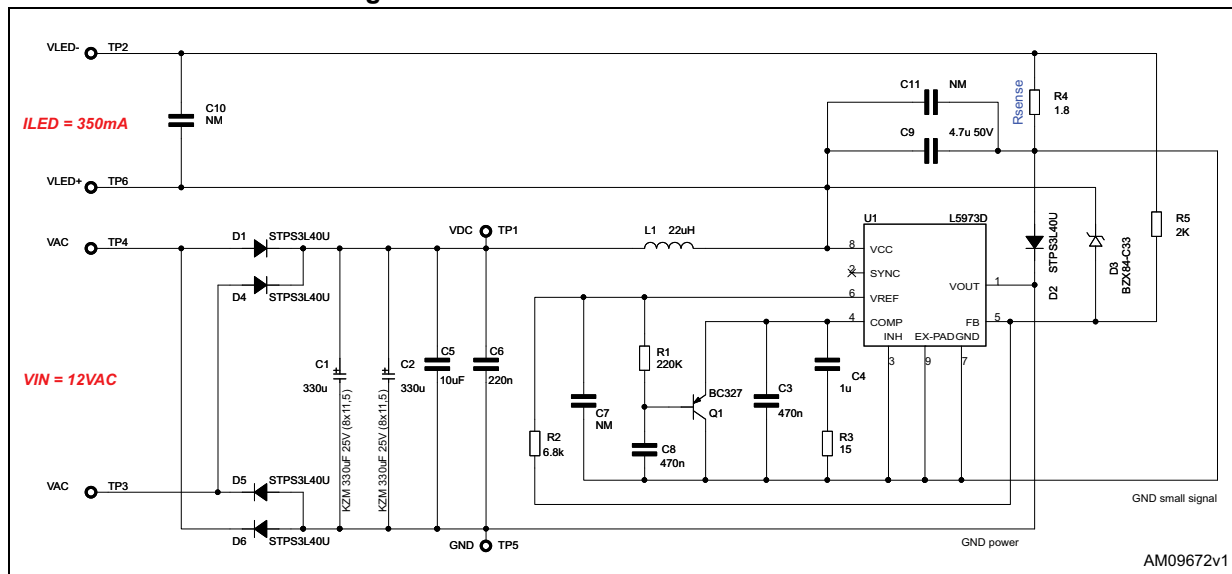 g
VLED-
TP2
C10
NM
ILED = 350mA
VLED+
TP6
C11
NM
C9
4.7u 50V
Rsense
R4
1.8
R5
2K
VAC
TP4
D1
STPS3L40U
D4
STPS3L40U
VDC
TP1
L1
22uH
U1
L5973D
8
VCC
2
SYNC
6
VREF
4
COMP
VOUT
1
FB
5
INH
EX-PAD
GND
3
9
7
D2
STPS3L40U
D3
BZX84-C33
VIN = 12VAC
C1
330u
KZM 330uF 25V (8x11,5)
C2
330u
KZM 330uF 25V (8x11,5)
C5
10uF
C6
220n
R2
6.8k
C7
NM
R1
220K
C8
470n
BC327
Q1
C3
470n
C4
1u
R3
15
VAC
TP3
D5
STPS3L40U
D6
STPS3L40U
GND
TP5
GND small signal
GND power
AM09672v1